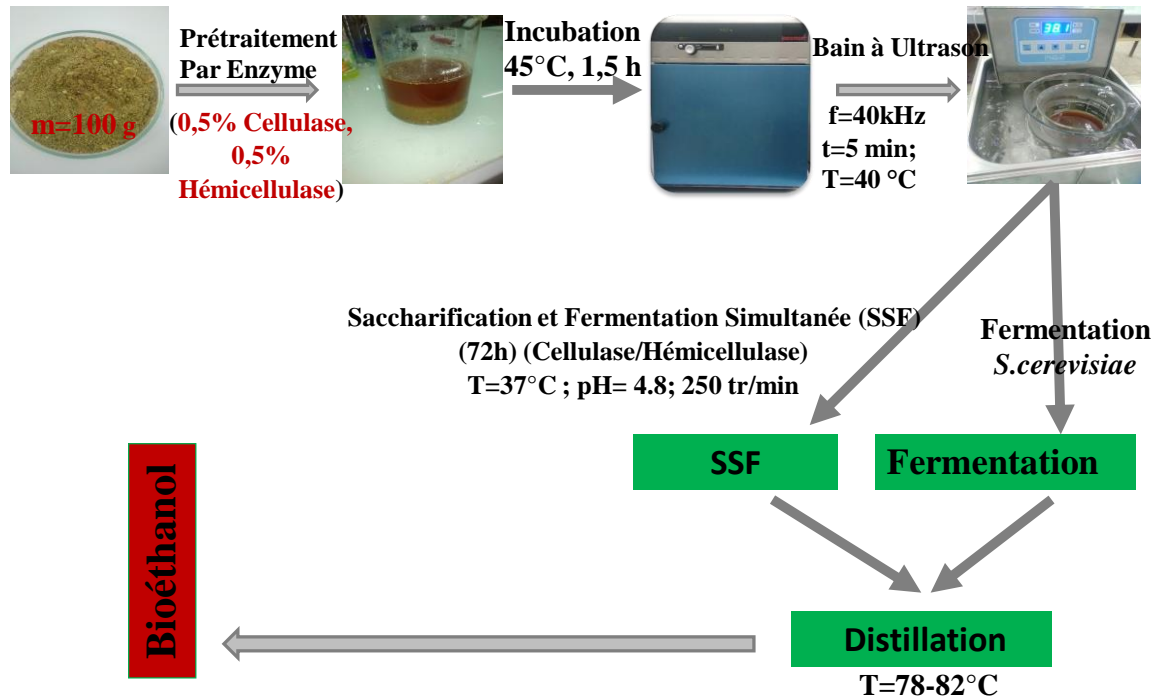 m=100 g
Prétraitement
Par Enzyme
(0,5% Cellulase,
0,5%
Hémicellulase)
Incubation
45°C, 1,5 h
Bain à Ultrason
f=40kHz
t=5 min;
T=40 °C
38.1
Saccharification et Fermentation Simultanée (SSF)
(72h) (Cellulase/Hémicellulase)
T=37°C ; pH= 4.8; 250 tr/min
Fermentation
S.cerevisiae
SSF
Fermentation
Distillation
T=78-82°C
Bioéthanol